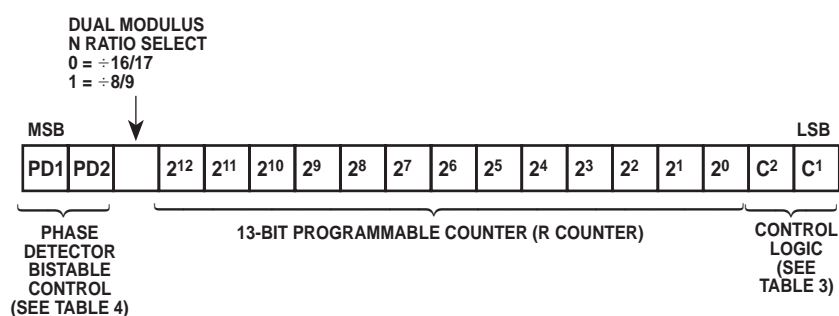 DUAL MODULUS
N RATIO SELECT
0 = ÷16/17
1 = ÷8/9
MSB
LSB
PD1 PD2 2¹² 2¹¹ 2¹⁰ 2⁹ 2⁸ 2⁷ 2⁶ 2⁵ 2⁴ 2³ 2² 2¹ 2⁰ C² C¹
PHASE
DETECTOR
BISTABLE
CONTROL
(SEE TABLE 4)
13-BIT PROGRAMMABLE COUNTER (R COUNTER)
CONTROL
LOGIC
(SEE
TABLE 3)